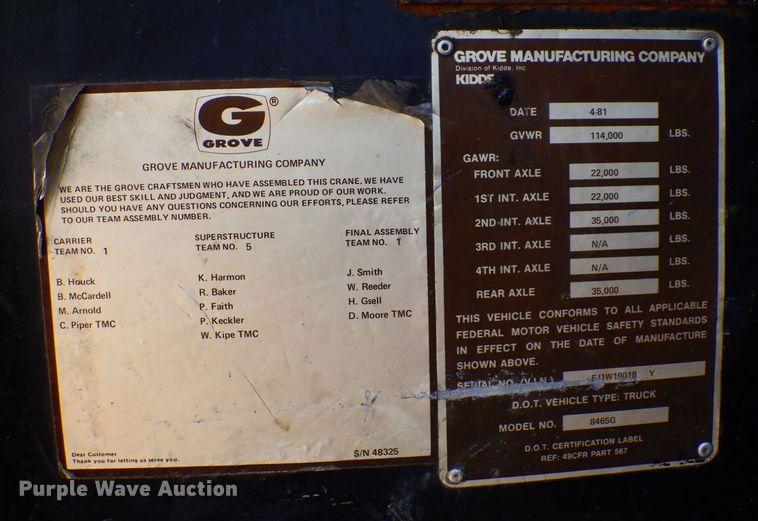 G ®
GROVE
GROVE MANUFACTURING COMPANY
WE ARE THE GROVE CRAFTSMEN WHO HAVE ASSEMBLED THIS CRANE. WE HAVE
USED OUR BEST SKILL AND JUDGMENT, AND WE ARE PROUD OF OUR WORK.
SHOULD YOU HAVE ANY QUESTIONS CONCERNING OUR EFFORTS, PLEASE REFER
TO OUR TEAM ASSEMBLY NUMBER.
CARRIER
TEAM NO. 1
B. Houck
B. McCardell
M. Arnold
C. Piper TMC
SUPERSTRUCTURE
TEAM NO. 5
K. Harmon
R. Baker
P. Faith
P. Keckler
W. Kipe TMC
FINAL ASSEMBLY
TEAM NO. 1
J. Smith
W. Reeder
H. Gsell
D. Moore TMC
Dear Customer
Thank you for letting us serve you.
S/N 48325
GROVE MANUFACTURING COMPANY
Division of Kidde, Inc.
KIDDE
DATE 4-81
GVWR 114,000 LBS.
GAWR:
FRONT AXLE 22,000 LBS.
1ST INT. AXLE 22,000 LBS.
2ND INT. AXLE 35,000 LBS.
3RD INT. AXLE N/A LBS.
4TH INT. AXLE N/A LBS.
REAR AXLE 35,000 LBS.
THIS VEHICLE CONFORMS TO ALL APPLICABLE
FEDERAL MOTOR VEHICLE SAFETY STANDARDS
IN EFFECT ON THE DATE OF MANUFACTURE
SHOWN ABOVE.
SERIAL NO. (V.I.N.) Y
D.O.T. VEHICLE TYPE: TRUCK
MODEL NO. 8465G
D.O.T. CERTIFICATION LABEL
REF: 49CFR PART 567
Purple Wave Auction